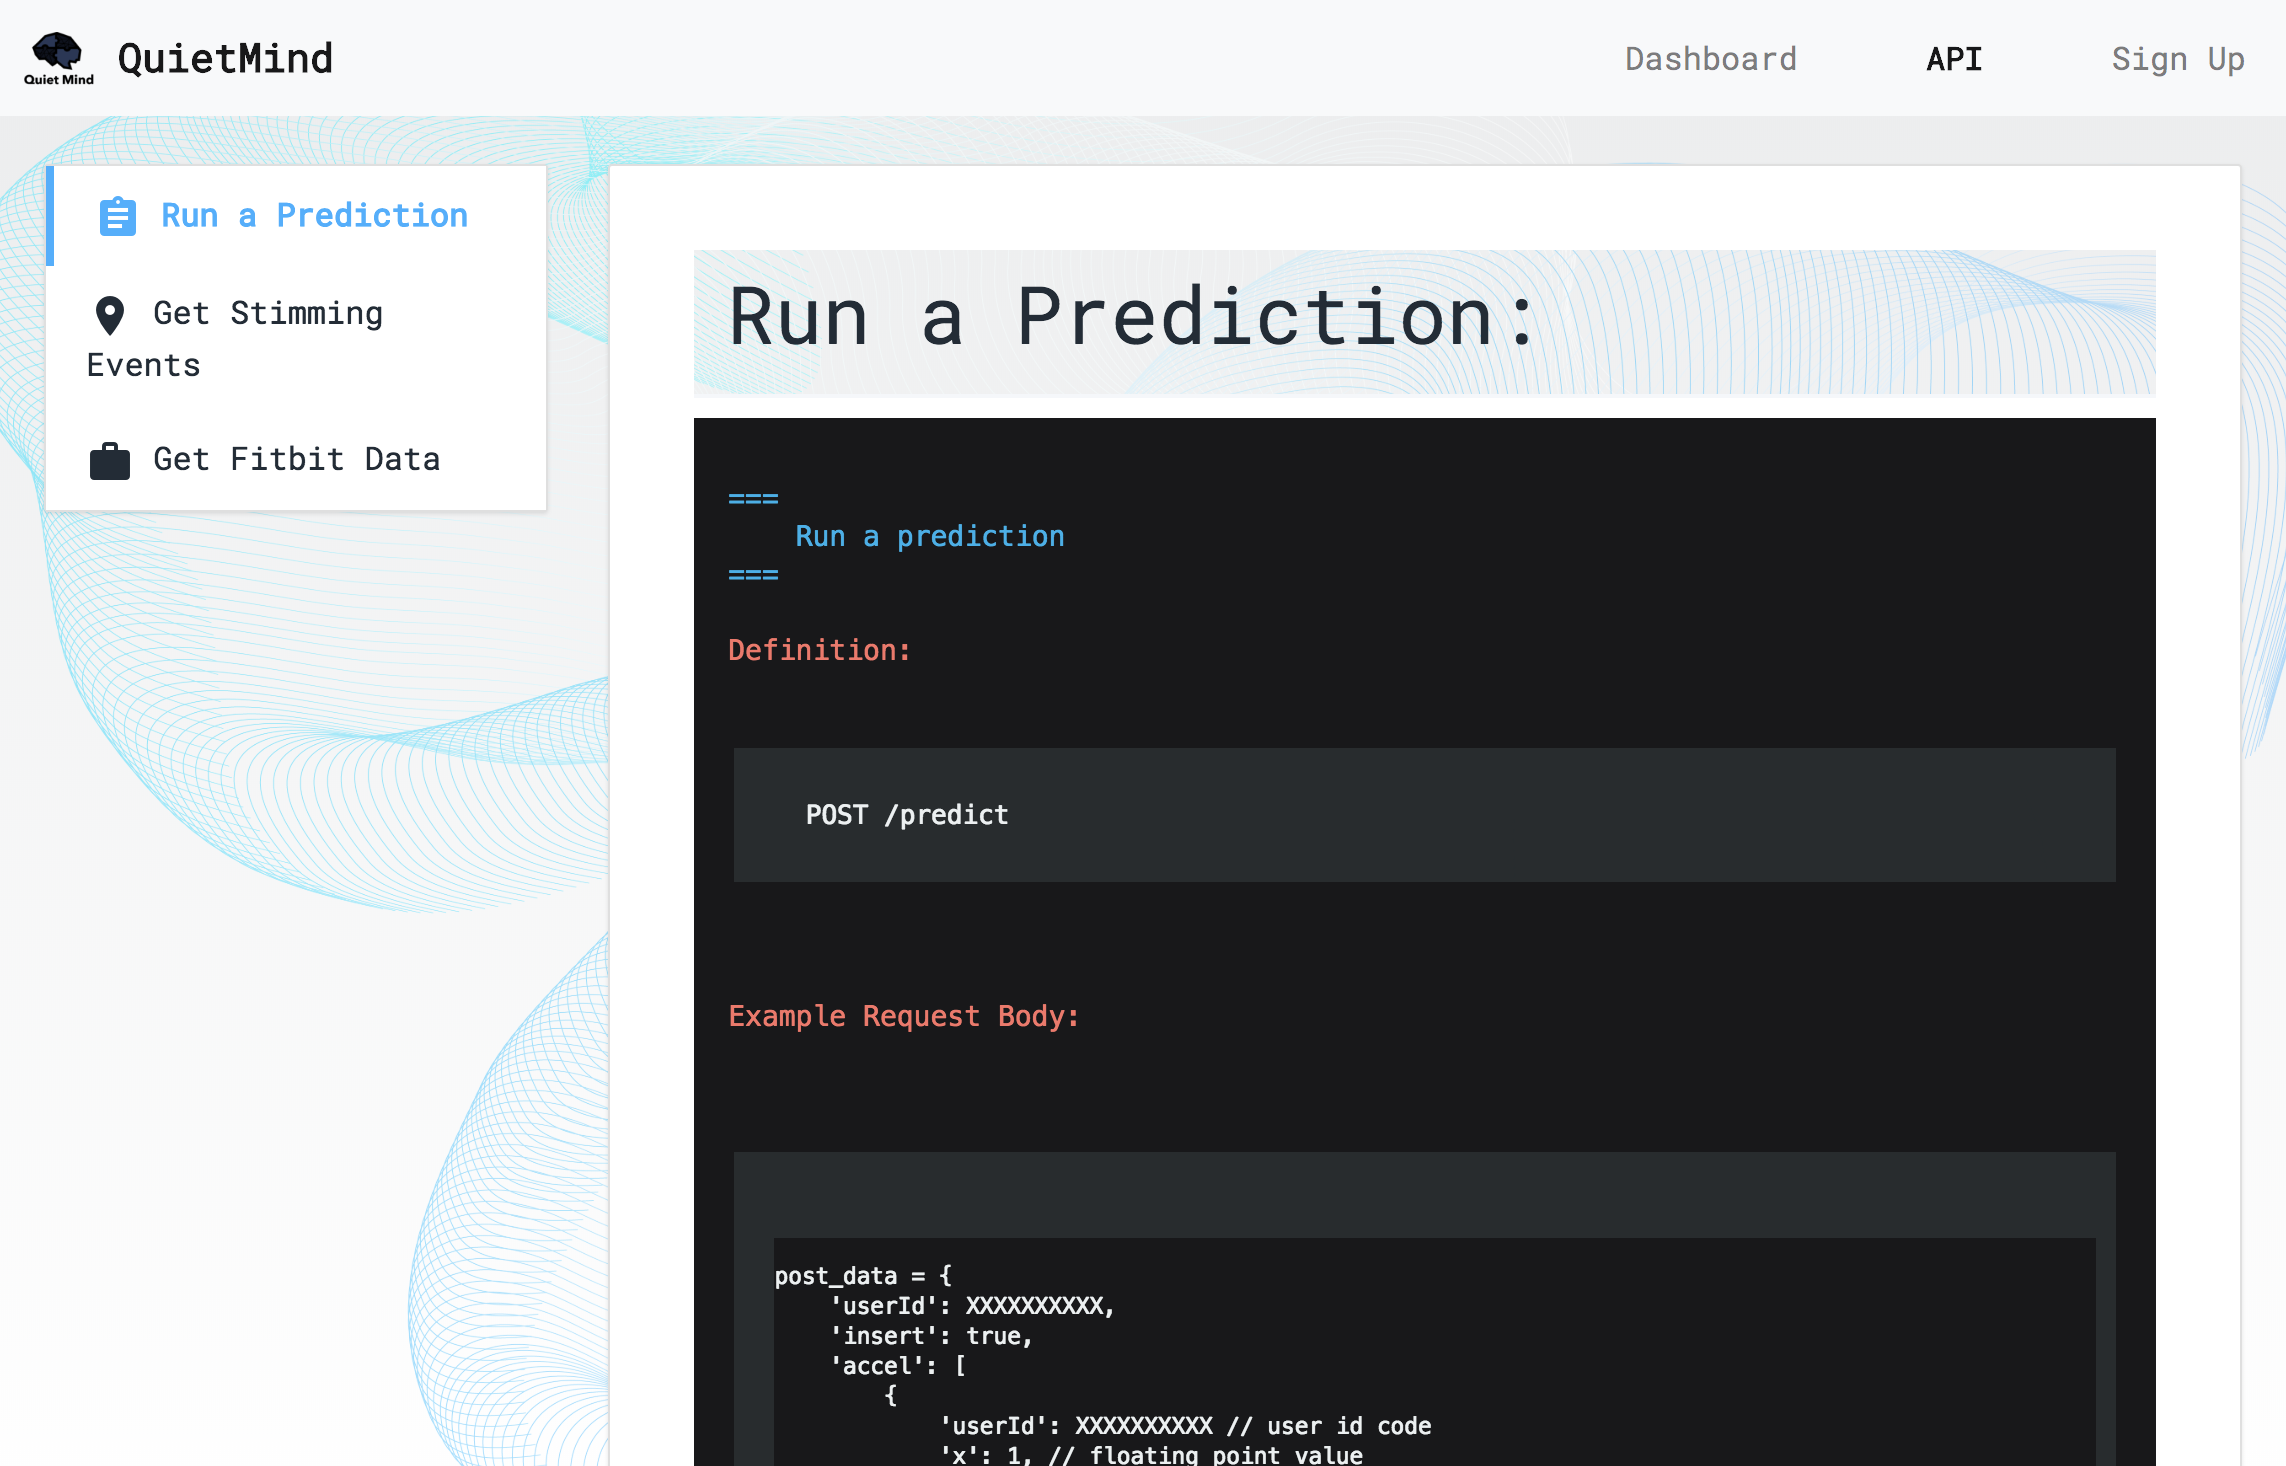 Quiet Mind
QuietMind
Dashboard
API
Sign Up
Run a Prediction
Get Stimming
Events
Get Fitbit Data
Run a Prediction:
===
Run a prediction
===
Definition:
POST /predict
Example Request Body:
post_data = {
'userId': XXXXXXXXXX,
'insert': true,
'accel': [
{
'userId': XXXXXXXXXX // user id code
'x': 1, // floating point value